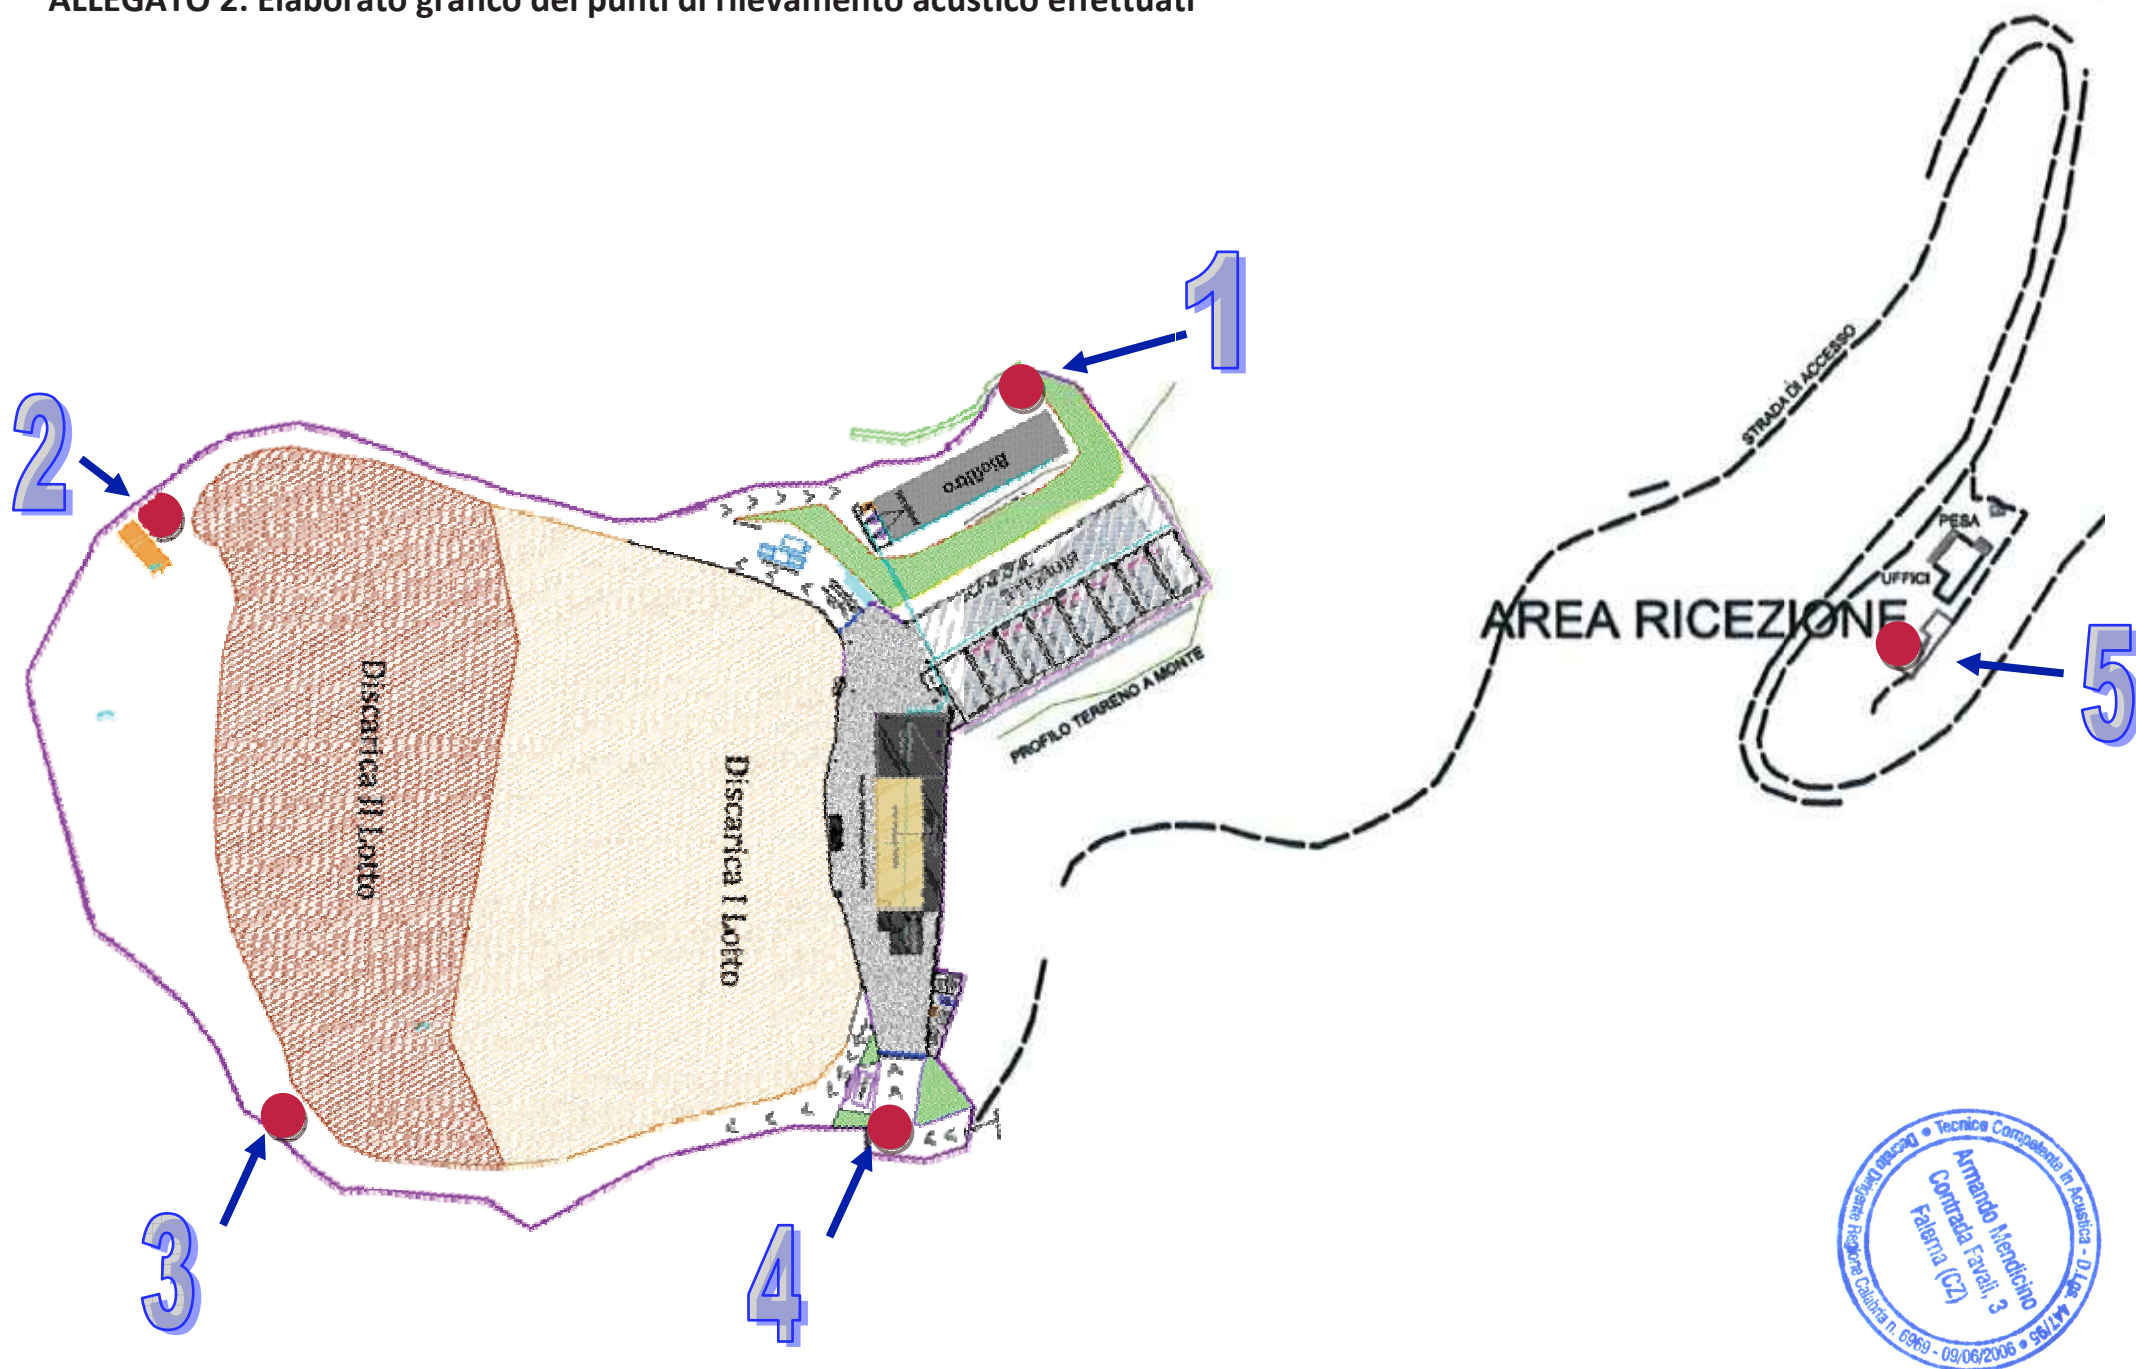 ALLEGATO 2: Elaborato grafico dei punti di rilevamento acustico effettuati
1
2
STRADA DI ACCESSO
Biofiltro
PESA
UFFICI
AREA RICEZIONE
5
PROFILO TERRENO A MONTE
Discarica II Lotto
Discarica I Lotto
3
4
Tecnico Competente in Acustica - D.Lgs. 447/95 • Decreto Dirigente Regione Calabria n. 6969 - 09/06/2006 •
Armando Mendicino
Contrada Favali, 3
Falerna (CZ)